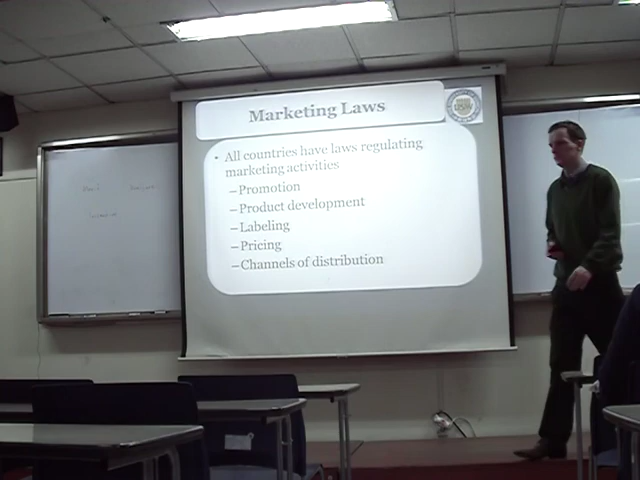 Marketing Laws
• All countries have laws regulating
marketing activities
–Promotion
–Product development
–Labeling
–Pricing
–Channels of distribution